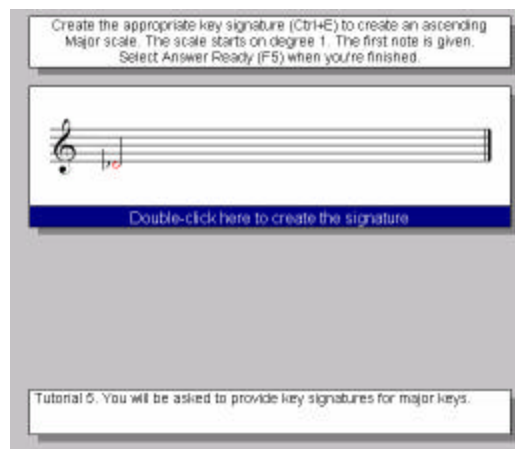 Create the appropriate key signature (Ctrl+E) to create an ascending
Major scale. The scale starts on degree 1. The first note is given.
Select Answer Ready (F5) when you're finished.
Double-click here to create the signature
Tutorial 5. You will be asked to provide key signatures for major keys.